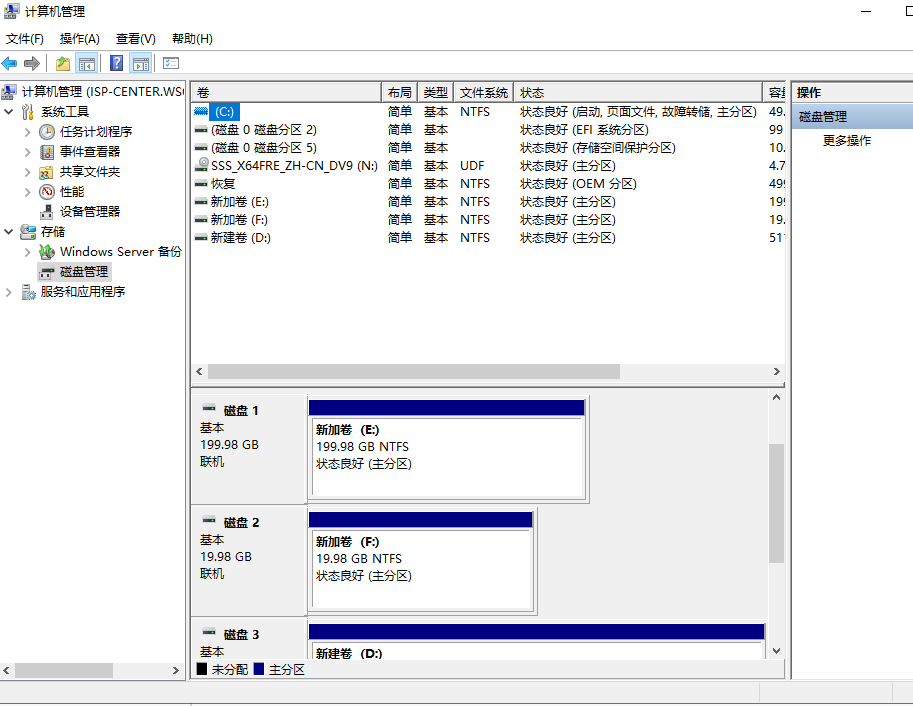 计算机管理
文件(F) 操作(A) 查看(V) 帮助(H)
计算机管理 (ISP-CENTER.WS
系统工具
任务计划程序
事件查看器
共享文件夹
性能
设备管理器
存储
Windows Server 备份
磁盘管理
服务和应用程序
卷 布局 类型 文件系统 状态 容
(C:) 简单 基本 NTFS 状态良好 (启动, 页面文件, 故障转储, 主分区) 49.
(磁盘 0 磁盘分区 2) 简单 基本 状态良好 (EFI 系统分区) 99
(磁盘 0 磁盘分区 5) 简单 基本 状态良好 (存储空间保护分区) 10.
SSS_X64FRE_ZH-CN_DV9 (N:) 简单 基本 UDF 状态良好 (主分区) 4.7
恢复 简单 基本 NTFS 状态良好 (OEM 分区) 499
新加卷 (E:) 简单 基本 NTFS 状态良好 (主分区) 199
新加卷 (F:) 简单 基本 NTFS 状态良好 (主分区) 19.
新建卷 (D:) 简单 基本 NTFS 状态良好 (主分区) 511
磁盘 1
基本
199.98 GB
联机
新加卷 (E:)
199.98 GB NTFS
状态良好 (主分区)
磁盘 2
基本
19.98 GB
联机
新加卷 (F:)
19.98 GB NTFS
状态良好 (主分区)
磁盘 3
基本
新建卷 (D:)
未分配 主分区
操作
磁盘管理
更多操作